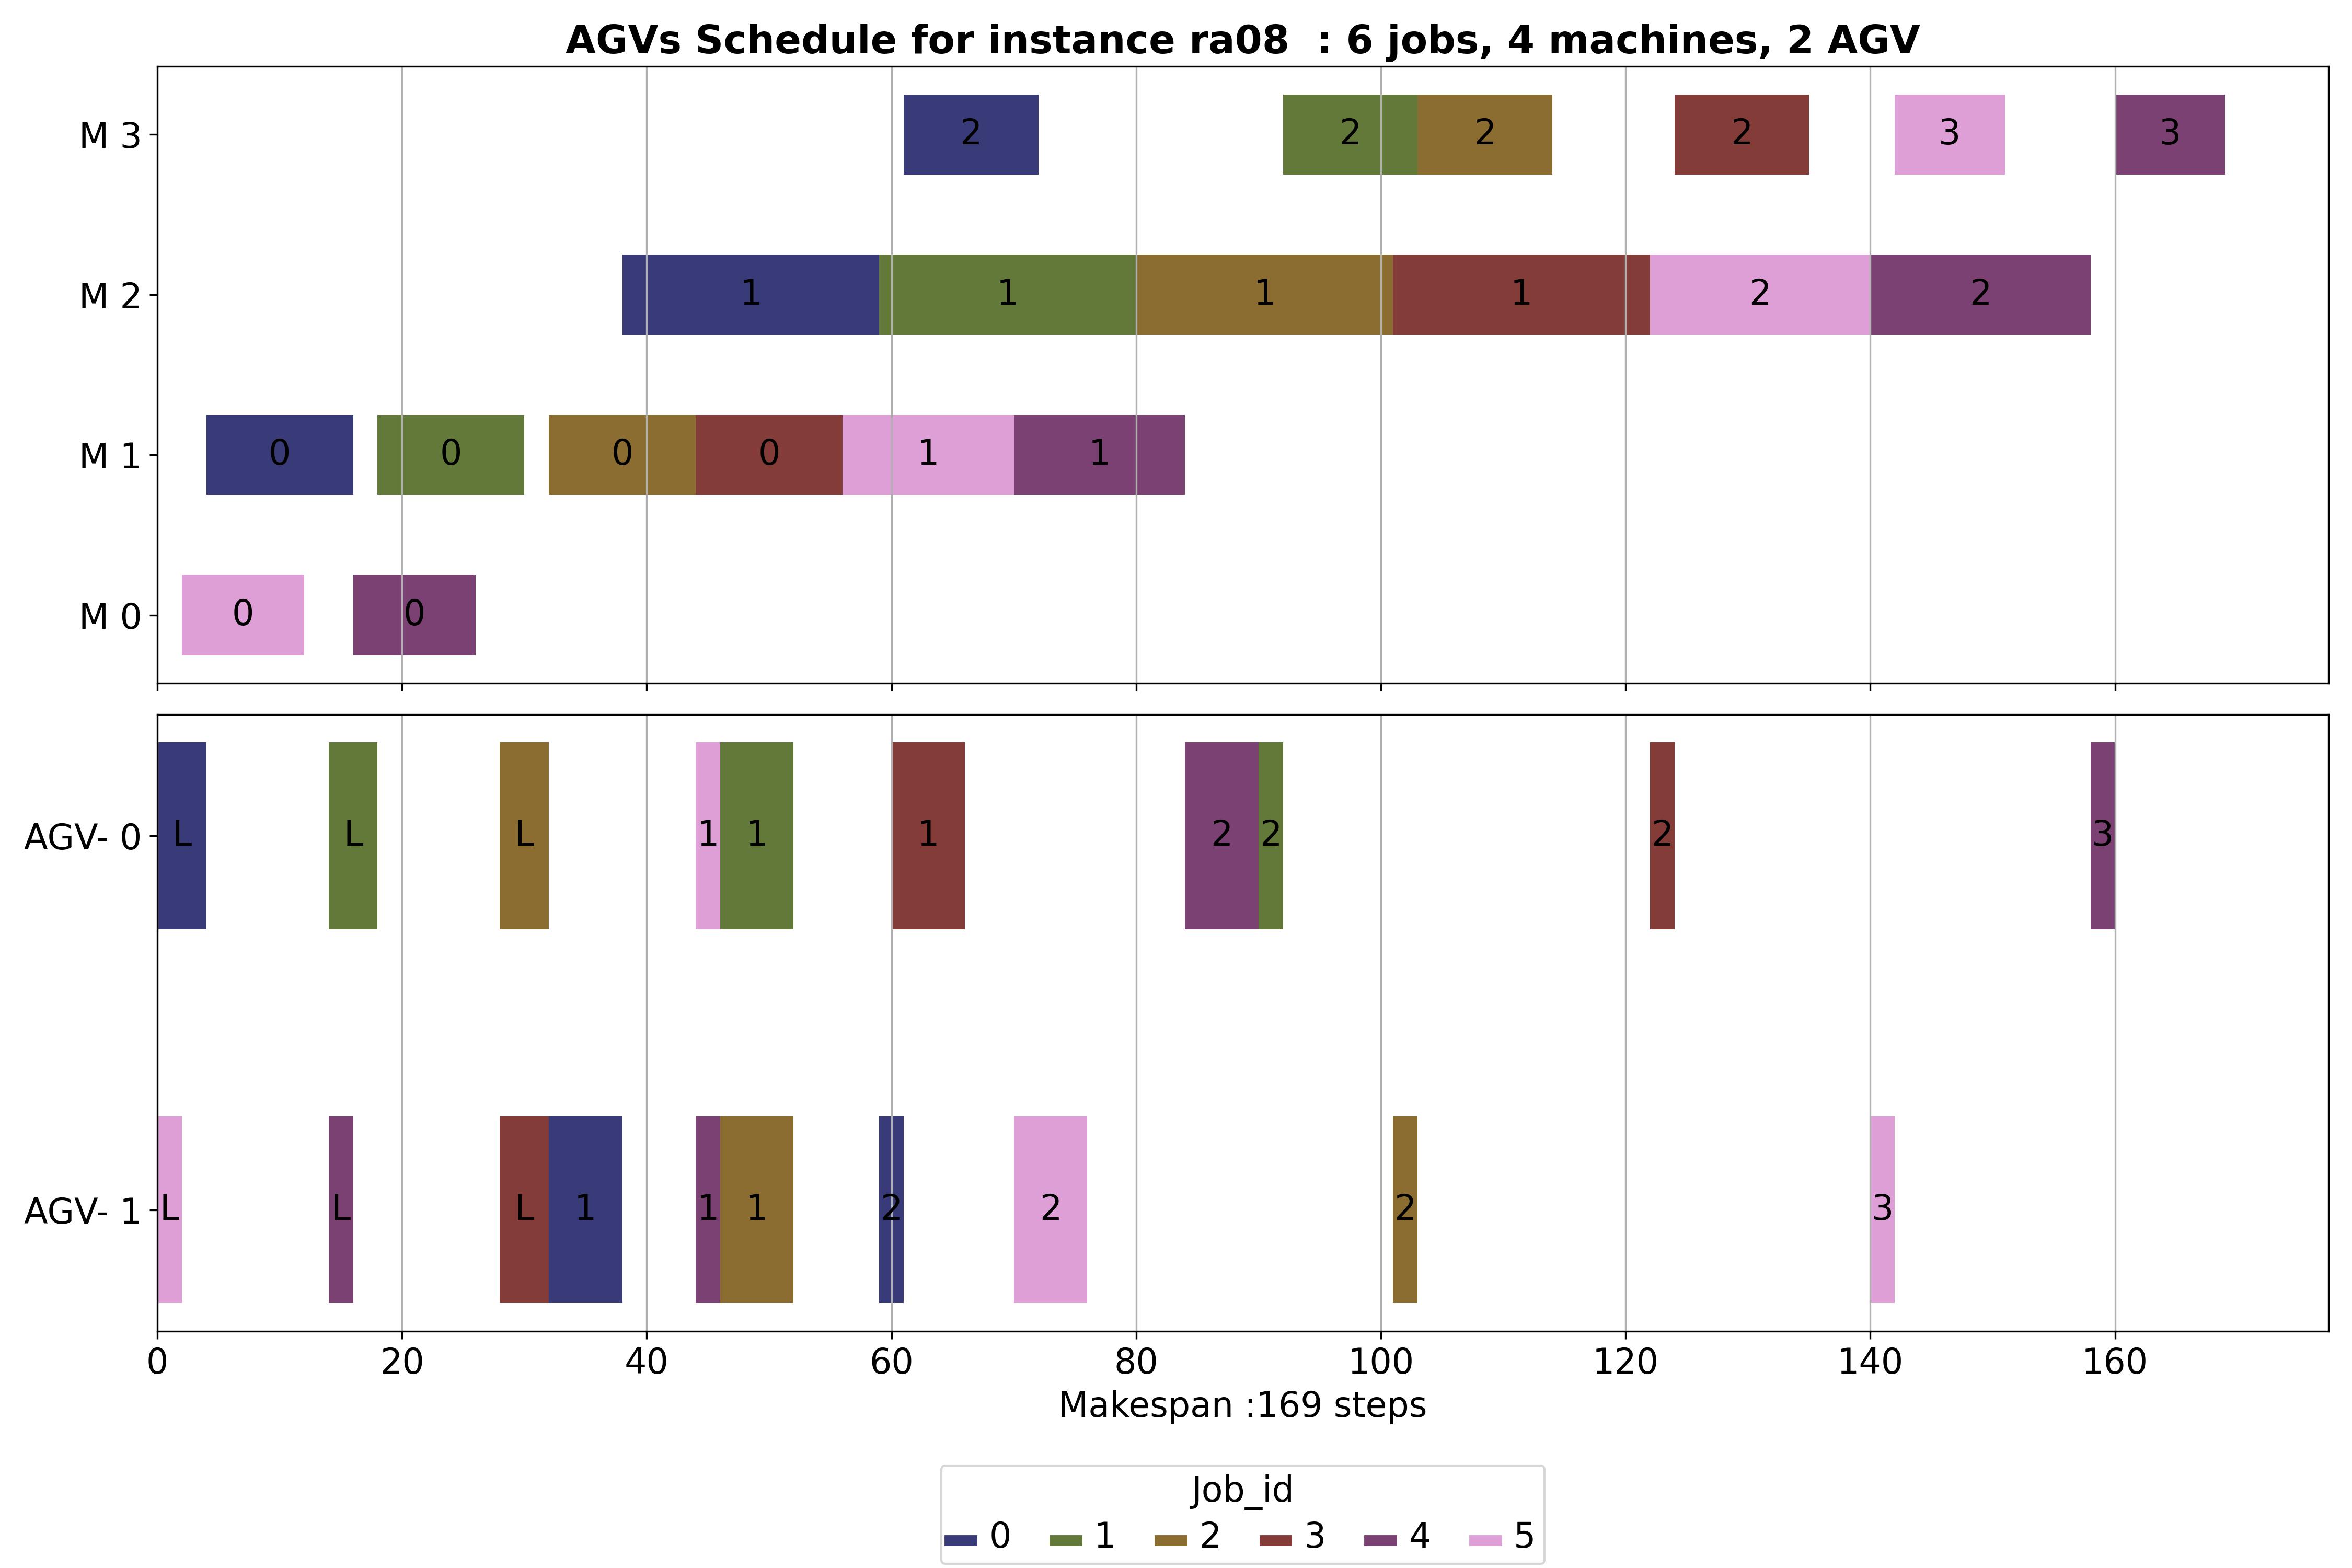 AGVs Schedule for instance ra08  : 6 jobs, 4 machines, 2 AGV
M 3 2 2 2 2 3 3
M 2 1 1 1 1 2 2
M 1 0 0 0 0 1 1
M 0 0 0
AGV- 0 L L L 1 1 1 2 2 2 3
AGV- 1 L L L 1 1 1 2 2 2 3
0 20 40 60 80 100 120 140 160
Makespan :169 steps
Job_id
0 1 2 3 4 5